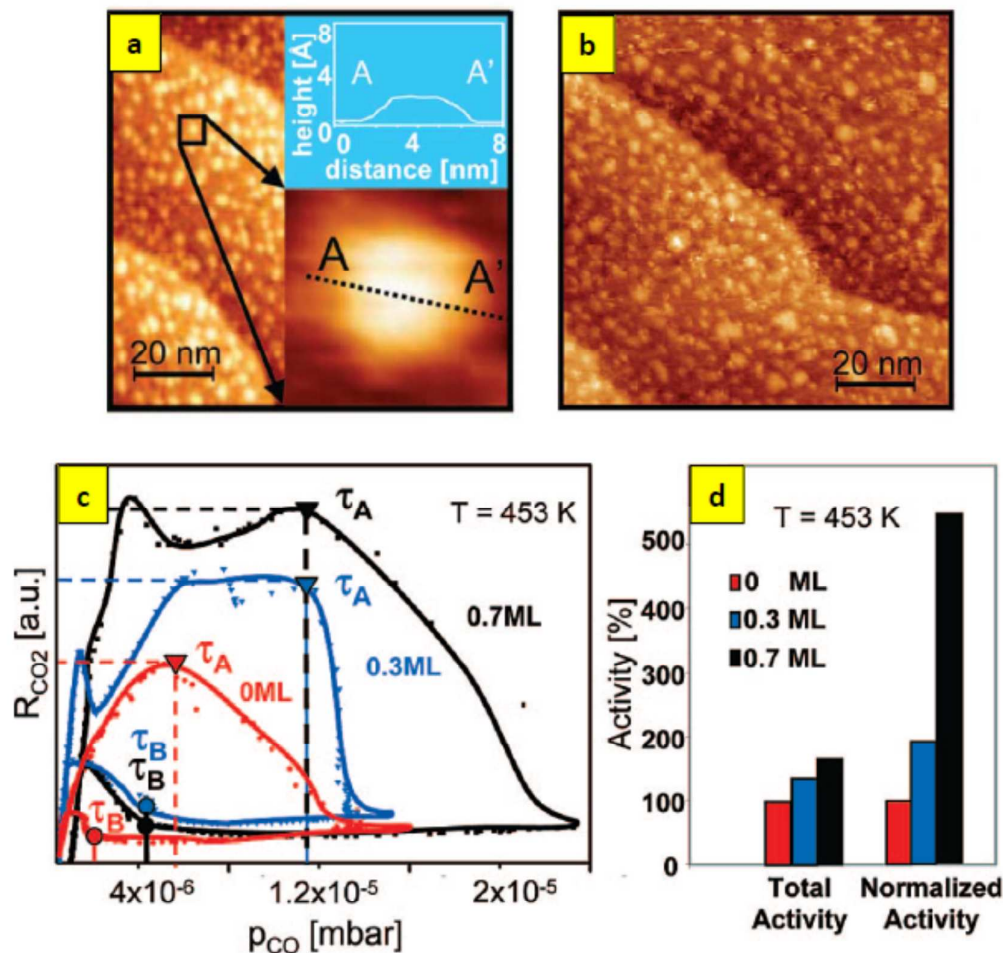 a
8
4
0
height [Å]
A
A'
0
4
8
distance [nm]
A
A'
20 nm
b
20 nm
c
τA
T = 453 K
τA
0.7ML
τA
0.3ML
0ML
τB
τB
τB
RCO2 [a.u.]
4x10-6
1.2x10-5
2x10-5
pCO [mbar]
d
T = 453 K
500
400
300
200
100
0
Activity [%]
0 ML
0.3 ML
0.7 ML
Total
Activity
Normalized
Activity